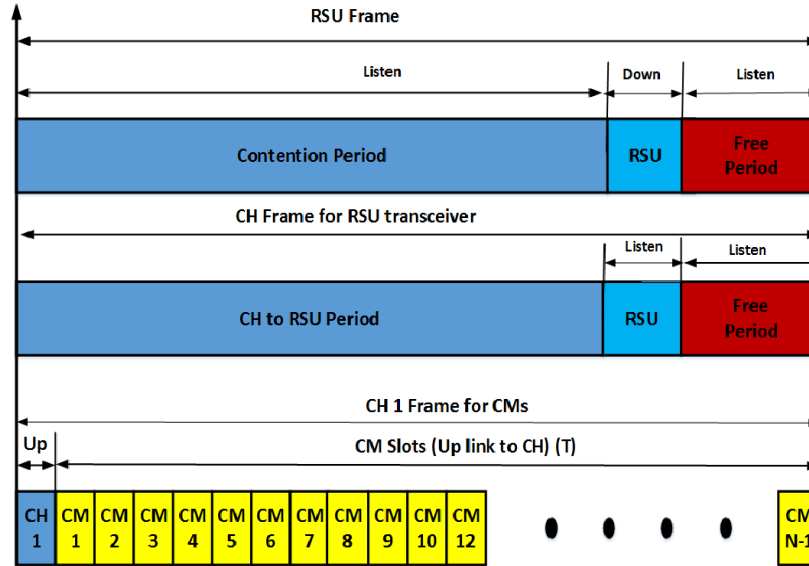 RSU Frame
Listen Down Listen
Contention Period RSU Free Period
CH Frame for RSU transceiver
Listen Listen
CH to RSU Period RSU Free Period
CH 1 Frame for CMs
Up CM Slots (Up link to CH) (T)
CH 1 CM 1 CM 2 CM 3 CM 4 CM 5 CM 6 CM 7 CM 8 CM 9 CM 10 CM 12 CM N-1